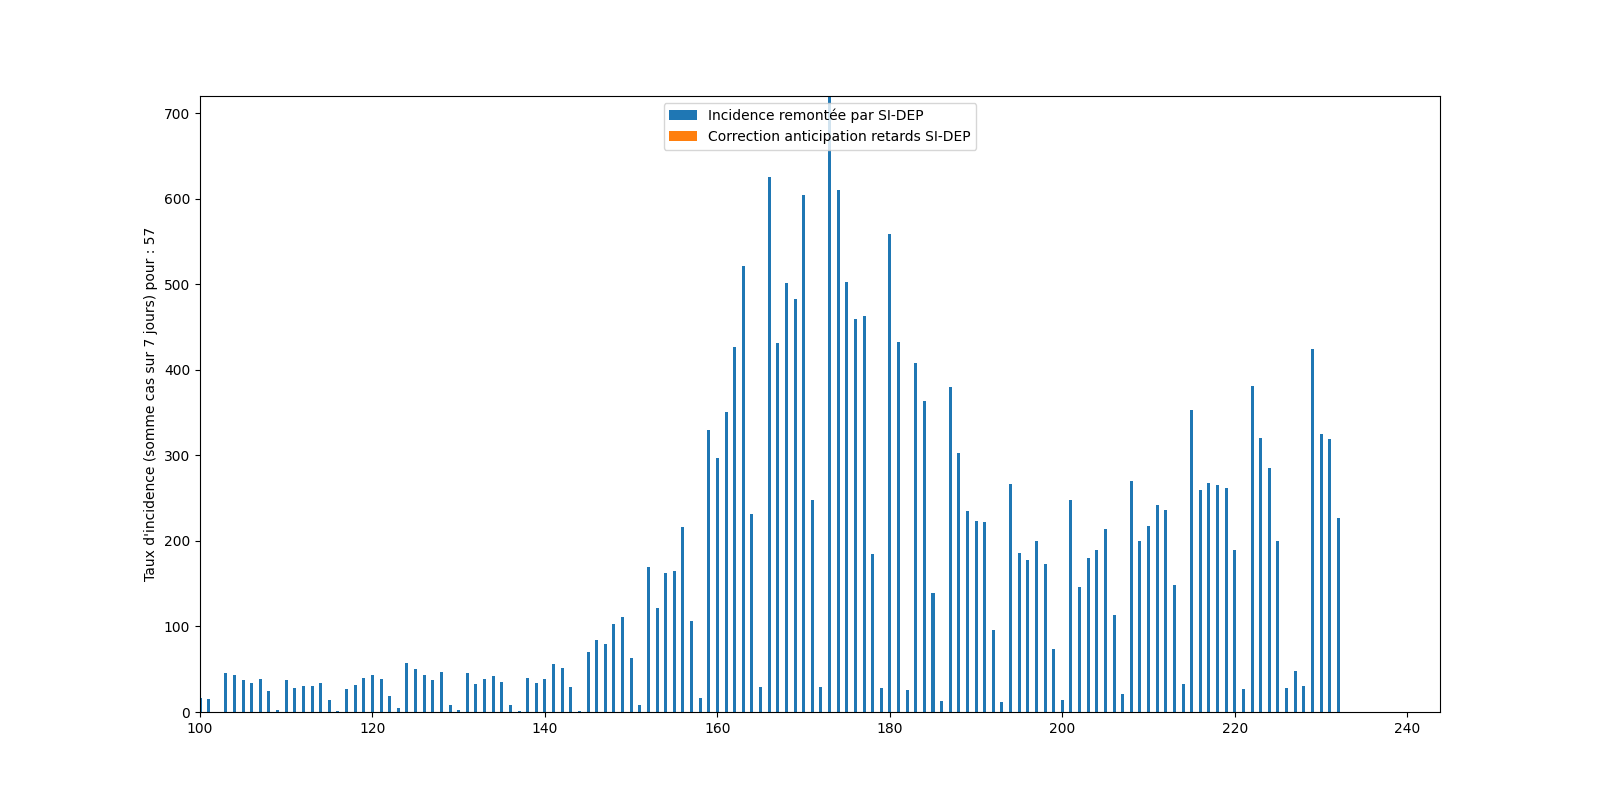 Incidence remontée par SI-DEP
Correction anticipation retards SI-DEP
Taux d'incidence (somme cas sur 7 jours) pour : 57
700
600
500
400
300
200
100
0
100 120 140 160 180 200 220 240